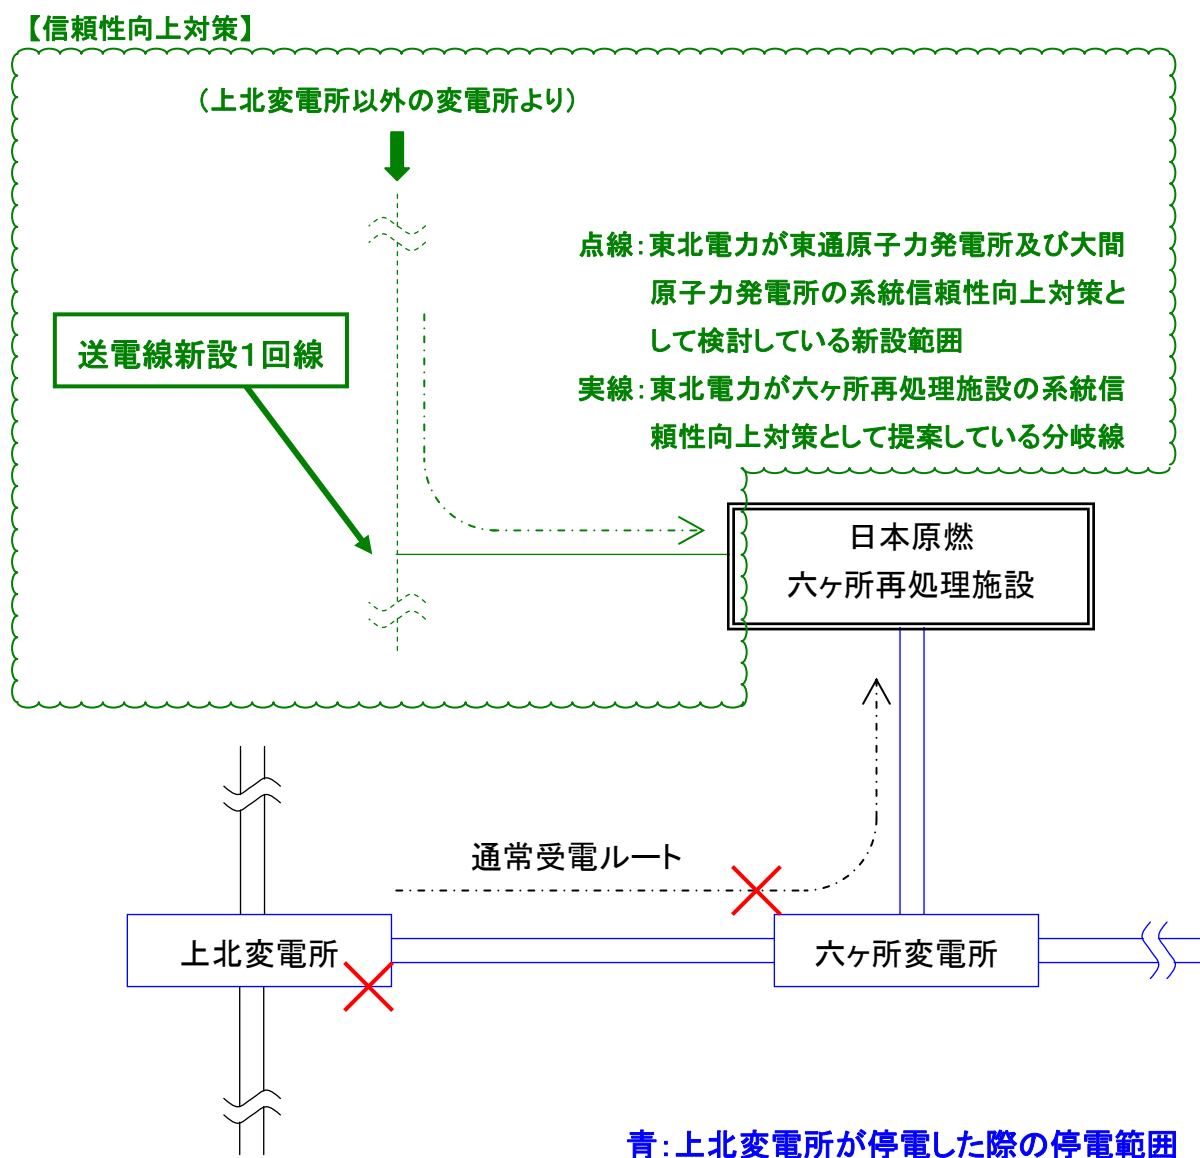 【信頼性向上対策】
（上北変電所以外の変電所より）
点線：東北電力が東通原子力発電所及び大間
原子力発電所の系統信頼性向上対策と
して検討している新設範囲
実線：東北電力が六ヶ所再処理施設の系統信
頼性向上対策として提案している分岐線
送電線新設１回線
日本原燃
六ヶ所再処理施設
通常受電ルート
上北変電所
六ヶ所変電所
青：上北変電所が停電した際の停電範囲